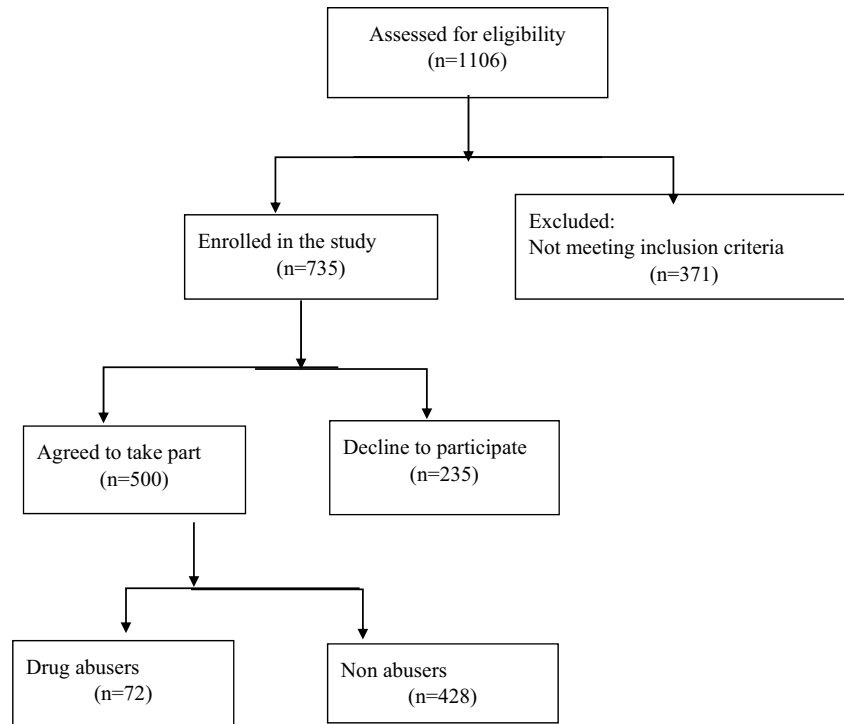 Assessed for eligibility
(n=1106)
Enrolled in the study
(n=735)
Excluded:
Not meeting inclusion criteria
(n=371)
Agreed to take part
(n=500)
Decline to participate
(n=235)
Drug abusers
(n=72)
Non abusers
(n=428)